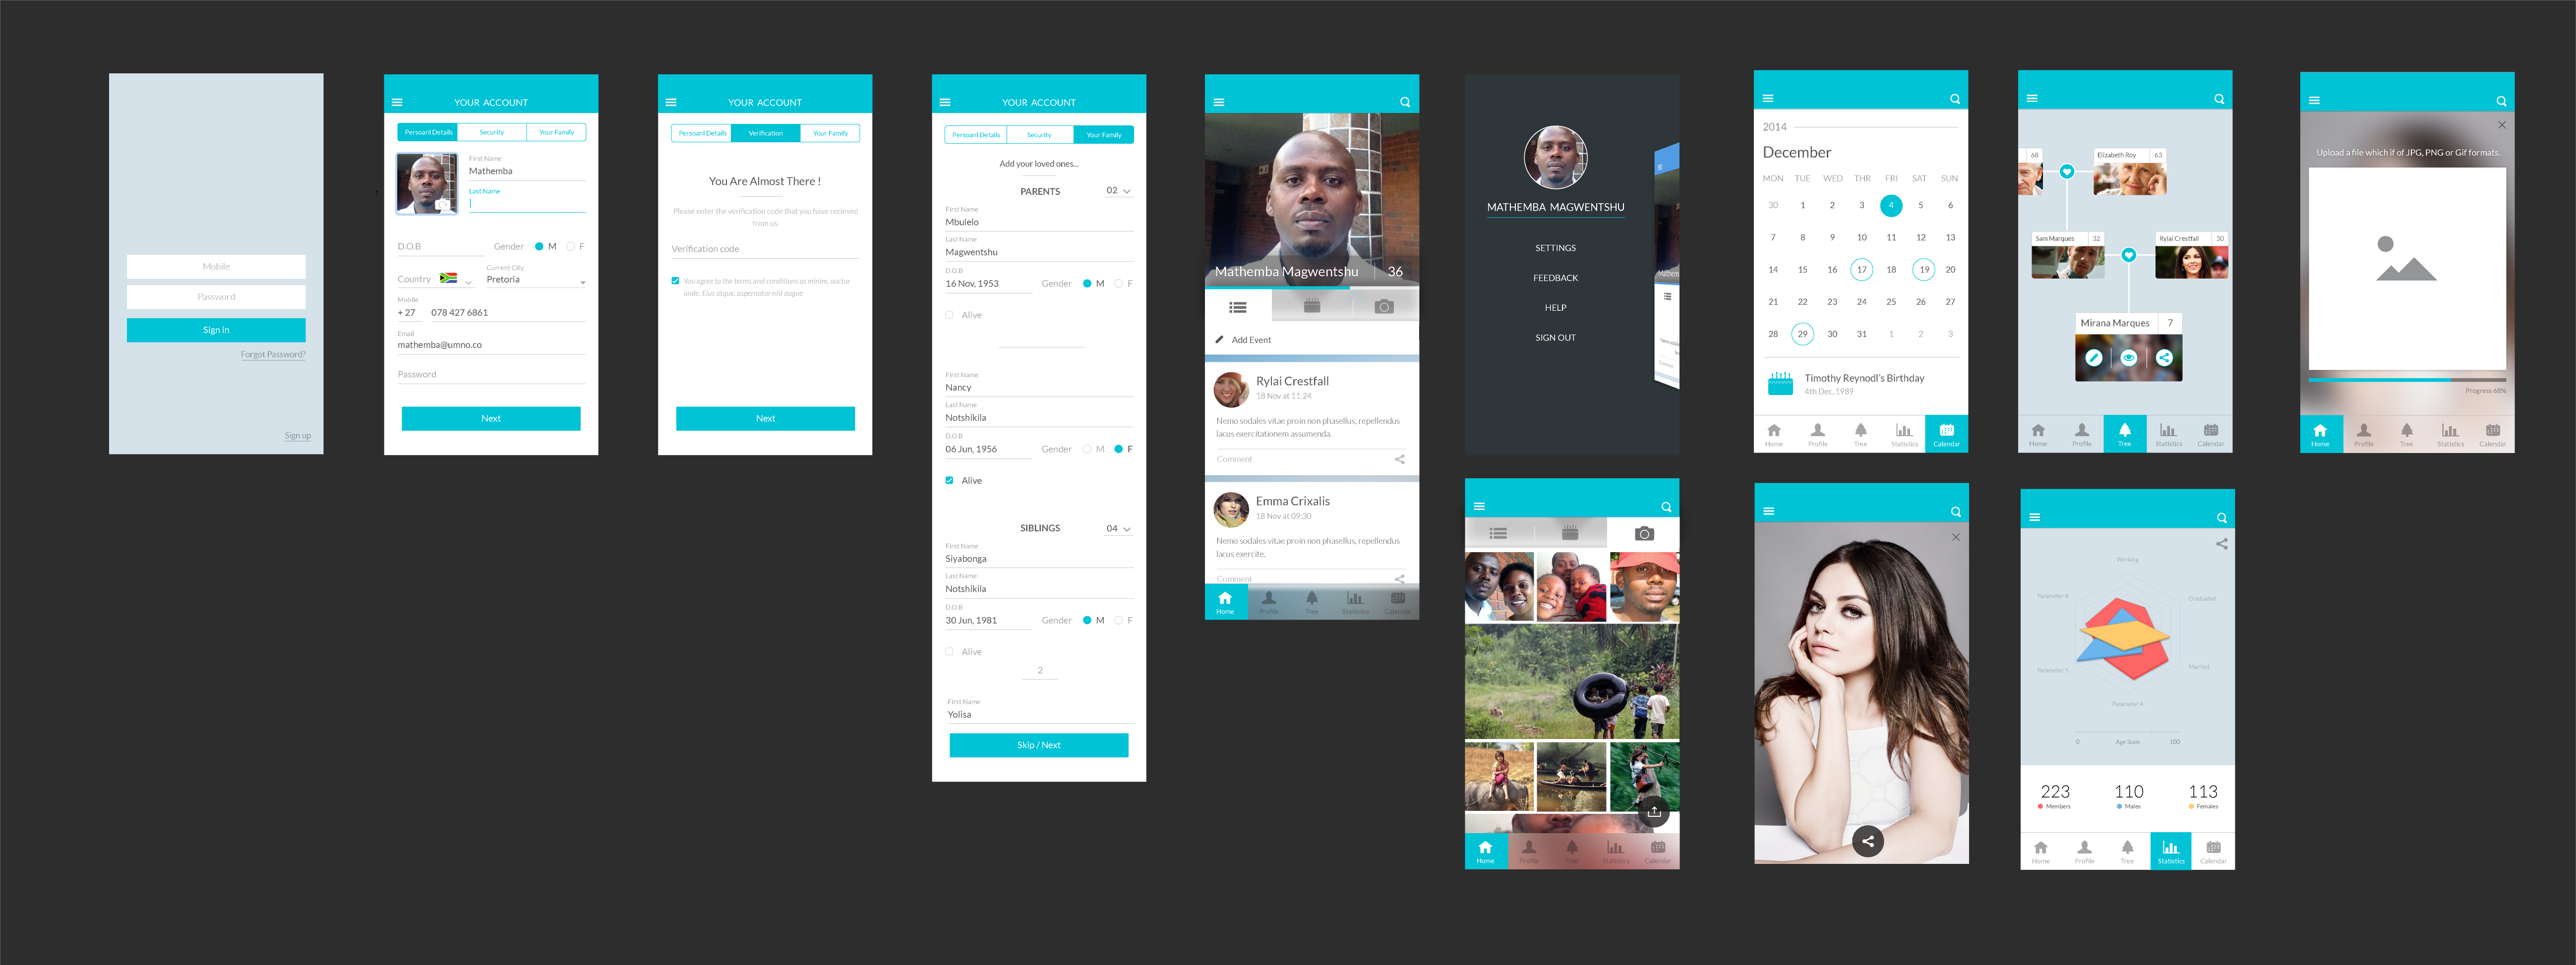 Mobile
Password
Sign in
Forgot Password?
Sign up
YOUR ACCOUNT
Persoanl Details Security Your Family
First Name
Mathemba
Last Name
D.O.B Gender M F
Country Current City
Pretoria
Mobile
+ 27 078 427 6861
Email
mathemba@umno.co
Password
Next
YOUR ACCOUNT
Persoanl Details Verification Your Family
You Are Almost There !
Please enter the verification code that you have recieved
from us.
Verification code
You agree to the terms and conditions as minim, auctor
unde. Eius atque, aspernatur nisl augue
Next
YOUR ACCOUNT
Persoanl Details Security Your Family
Add your loved ones...
PARENTS 02
First Name
Mbulelo
Last Name
Magwentshu
D.O.B
16 Nov, 1953 Gender M F
Alive
First Name
Nancy
Last Name
Notshikila
D.O.B
06 Jun, 1956 Gender M F
Alive
SIBLINGS 04
First Name
Siyabonga
Last Name
Notshikila
D.O.B
30 Jun, 1981 Gender M F
Alive
2
First Name
Yolisa
Skip / Next
Mathemba Magwentshu 36
Add Event
Rylai Crestfall
18 Nov at 11:24
Nemo sodales vitae proin non phasellus, repellendus
lacus exercitationem assumenda.
Comment
Emma Crixalis
18 Nov at 09:30
Nemo sodales vitae proin non phasellus, repellendus
lacus exercite.
Comment
Home Profile Tree Statistics Calendar
MATHEMBA MAGWENTSHU
SETTINGS
FEEDBACK
HELP
SIGN OUT
Mathem
Home Profile Tree Statistics Calendar
2014
December
MON TUE WED THR FRI SAT SUN
30 1 2 3 4 5 6
7 8 9 10 11 12 13
14 15 16 17 18 19 20
21 22 23 24 25 26 27
28 29 30 31 1 2 3
Timothy Reynodl's Birthday
4th Dec, 1989
Home Profile Tree Statistics Calendar
68 Elizabeth Roy 63
Sam Marques 32 Rylai Crestfall 30
Mirana Marques 7
Home Profile Tree Statistics Calendar
Working
Parameter 6 Graduated
Parameter 5 Married
Parameter 4
0 Age Scale 100
223 110 113
Members Males Females
Home Profile Tree Statistics Calendar
Upload a file which if of JPG, PNG or Gif formats.
Progress 68%
Home Profile Tree Statistics Calendar